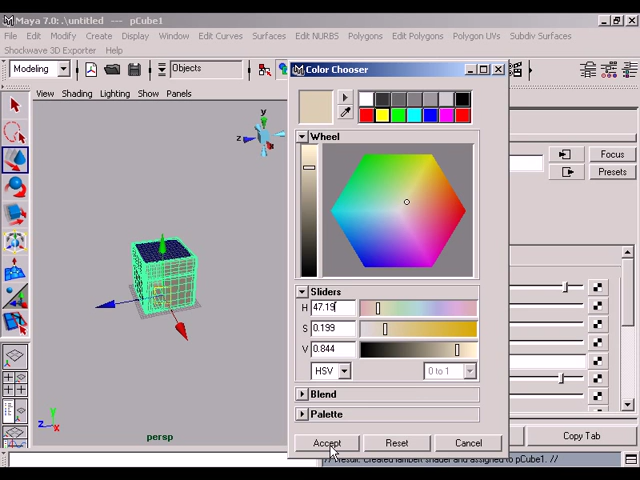 Maya 7.0: .\untitled --- pCube1
File Edit Modify Create Display Window Edit Curves Surfaces Edit NURBS Polygons Edit Polygons Polygon UVs Subdiv Surfaces
Shockwave 3D Exporter Help
Modeling Objects
View Shading Lighting Show Panels
Color Chooser
Wheel
Focus
Presets
Sliders
H 47.19
S 0.199
V 0.844
HSV 0 to 1
Blend
Palette
Accept Reset Cancel
Copy Tab
y
z
y
z x
persp
// Result: Created lambert shader and assigned to pCube1. //